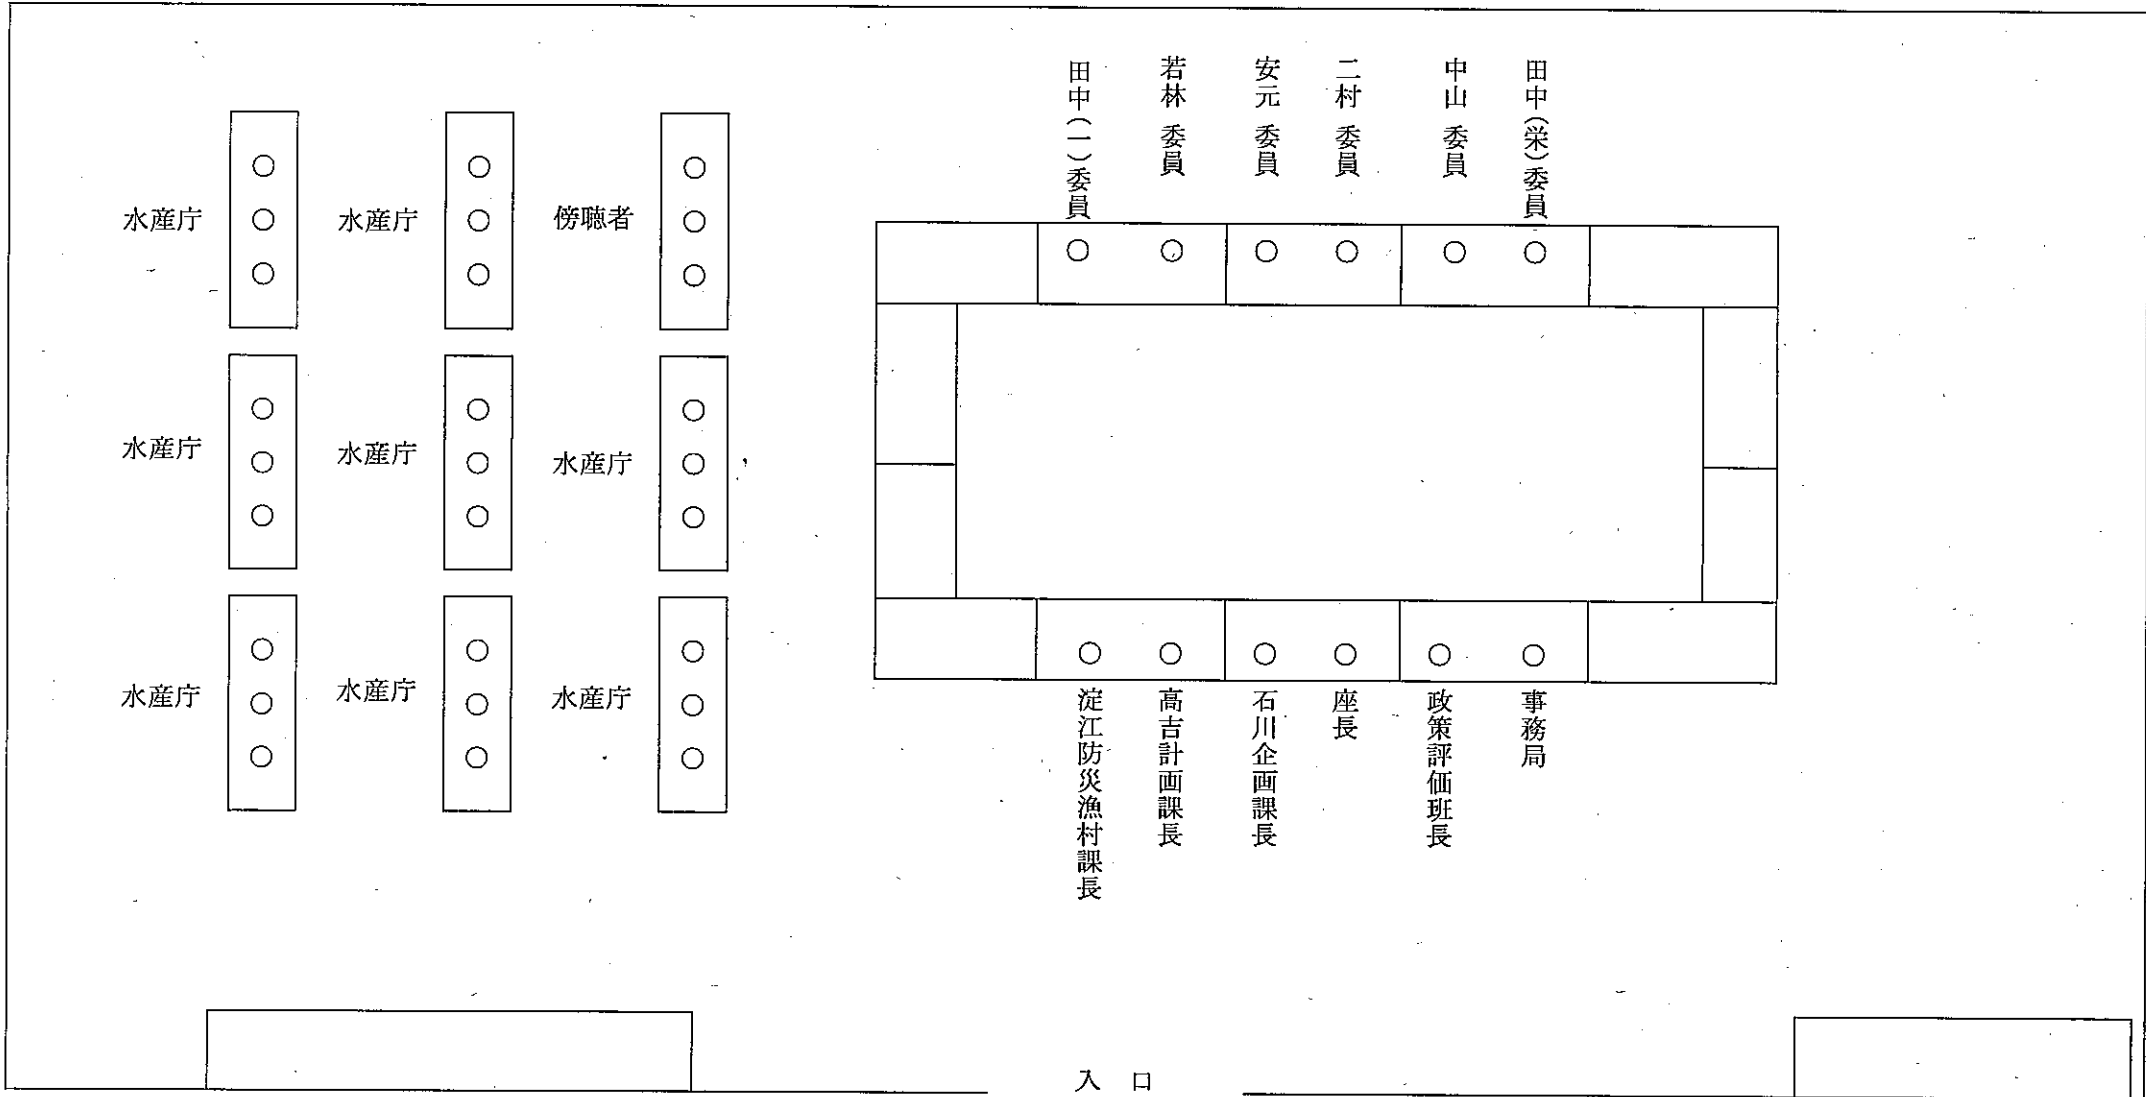 田中(一)委員
若林 委員
安元 委員
二村 委員
中山 委員
田中(栄)委員
水産庁
水産庁
傍聴者
水産庁
水産庁
水産庁
水産庁
水産庁
水産庁
淀江防災漁村課長
高吉計画課長
石川企画課長
座長
政策評価班長
事務局
入 口